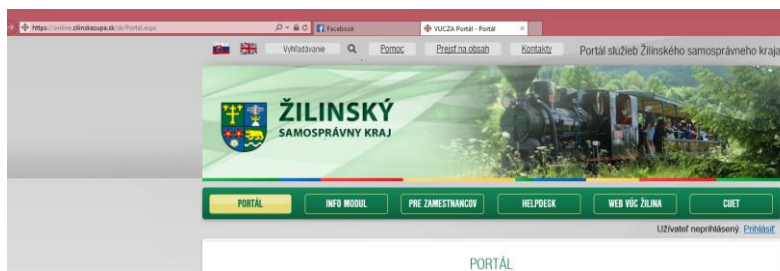 https://online.zilinskazupa.sk/sk/Portal.aspx
Facebook
VUCZA Portál - Portál
Vyhľadávanie
Pomoc
Prejsť na obsah
Kontakty
Portál služieb Žilinského samosprávneho kraja
ŽILINSKÝ
SAMOSPRÁVNY KRAJ
PORTÁL
INFO MODUL
PRE ZAMESTNANCOV
HELPDESK
WEB VÚC ŽILINA
CUET
Užívateľ neprihlásený. Prihlásiť
PORTÁL